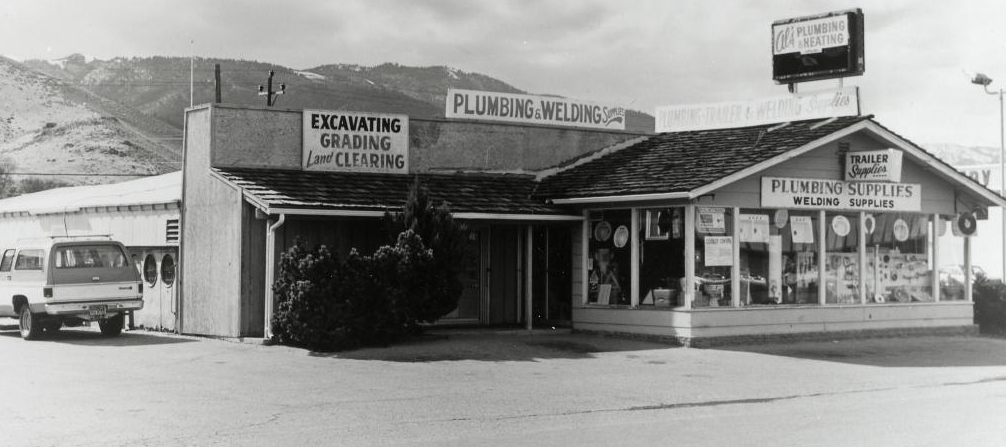 Al's PLUMBING
& HEATING
PLUMBING & WELDING Supplies
PLUMBING-TRAILER & WELDING Supplies
EXCAVATING
GRADING
Land CLEARING
TRAILER
Supplies
PLUMBING SUPPLIES
WELDING SUPPLIES